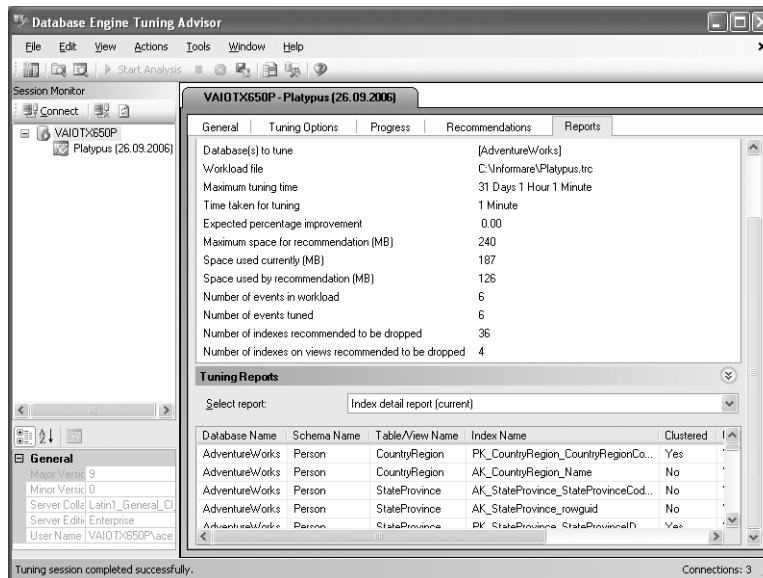 Database Engine Tuning Advisor
File Edit View Actions Tools Window Help
Start Analysis
Session Monitor
Connect
VAIOTX650P
Platypus (26.09.2006)
General
Major Versic 9
Minor Versic 0
Server Colla Latin1_General_CI_
Server Editi Enterprise
User Name VAIOTX650P\ace
VAIOTX650P - Platypus (26.09.2006)
General Tuning Options Progress Recommendations Reports
Database(s) to tune [AdventureWorks]
Workload file C:\Informare\Platypus.trc
Maximum tuning time 31 Days 1 Hour 1 Minute
Time taken for tuning 1 Minute
Expected percentage improvement 0.00
Maximum space for recommendation (MB) 240
Space used currently (MB) 187
Space used by recommendation (MB) 126
Number of events in workload 6
Number of events tuned 6
Number of indexes recommended to be dropped 36
Number of indexes on views recommended to be dropped 4
Tuning Reports
Select report: Index detail report (current)
Database Name Schema Name Table/View Name Index Name Clustered
AdventureWorks Person CountryRegion PK_CountryRegion_CountryRegionCo... Yes
AdventureWorks Person CountryRegion AK_CountryRegion_Name No
AdventureWorks Person StateProvince AK_StateProvince_StateProvinceCod... No
AdventureWorks Person StateProvince AK_StateProvince_rowguid No
AdventureWorks Person StateProvince PK_StateProvince_StateProvinceID Yes
Tuning session completed successfully. Connections: 3